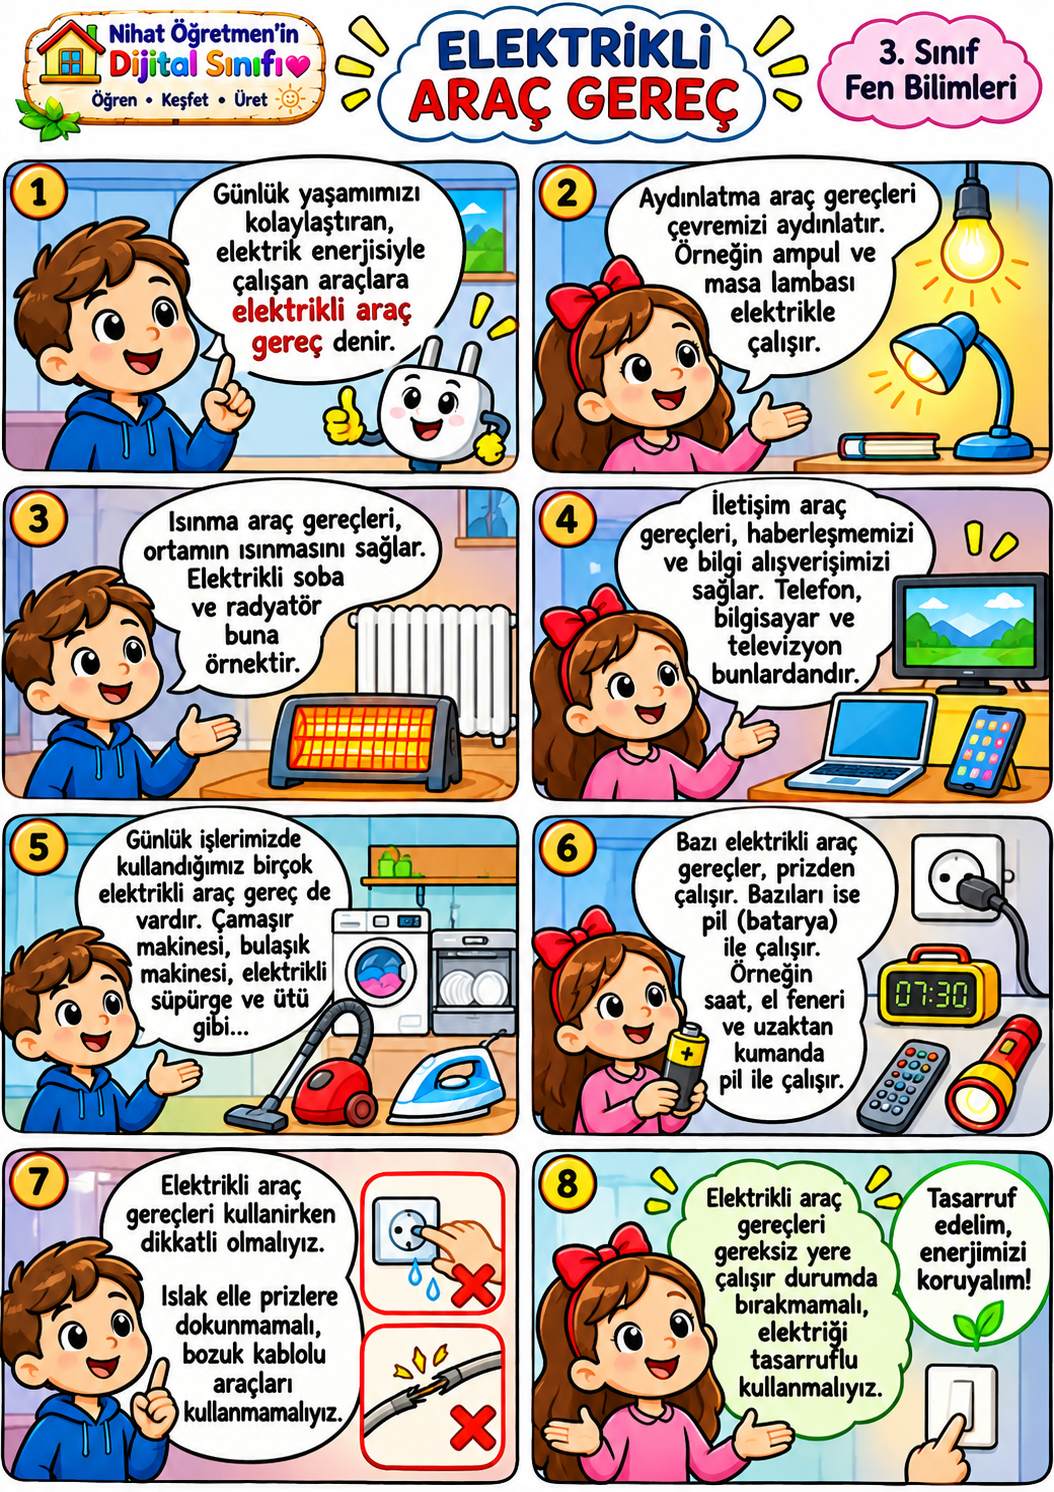 Nihat Öğretmen'in
Dijital Sınıfı
Öğren • Keşfet • Üret
ELEKTRİKLİ
ARAÇ GEREÇ
3. Sınıf
Fen Bilimleri
1
Günlük yaşamımızı
kolaylaştıran,
elektrik enerjisiyle
çalışan araçlara
elektrikli araç
gereç denir.
2
Aydınlatma araç gereçleri
çevremizi aydınlatır.
Örneğin ampul ve
masa lambası
elektrikle
çalışır.
3
Isınma araç gereçleri,
ortamın ısınmasını sağlar.
Elektrikli soba
ve radyatör
buna
örnektir.
4
İletişim araç
gereçleri, haberleşmemizi
ve bilgi alışverişimizi
sağlar. Telefon,
bilgisayar ve
televizyon
bunlardandır.
5
Günlük işlerimizde
kullandığımız birçok
elektrikli araç gereç de
vardır. Çamaşır
makinesi, bulaşık
makinesi, elektrikli
süpürge ve ütü
gibi...
6
Bazı elektrikli araç
gereçler, prizden
çalışır. Bazıları ise
pil (batarya)
ile çalışır.
Örneğin
saat, el feneri
ve uzaktan
kumanda
pil ile çalışır.
07:30
+
7
Elektrikli araç
gereçleri kullanirken
dikkatli olmalıyız.
Islak elle prizlere
dokunmamalı,
bozuk kablolu
araçları
kullanmamalıyız.
8
Elektrikli araç
gereçleri
gereksiz yere
çalışır durumda
bırakmamalı,
elektriği
tasarruflu
kullanmalıyız.
Tasarruf
edelim,
enerjimizi
koruyalım!